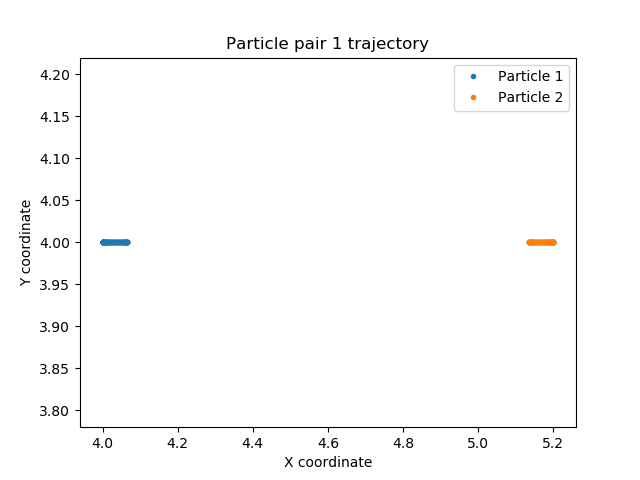 Particle pair 1 trajectory
Particle 1
Particle 2
Y coordinate
4.20
4.15
4.10
4.05
4.00
3.95
3.90
3.85
3.80
4.0 4.2 4.4 4.6 4.8 5.0 5.2
X coordinate